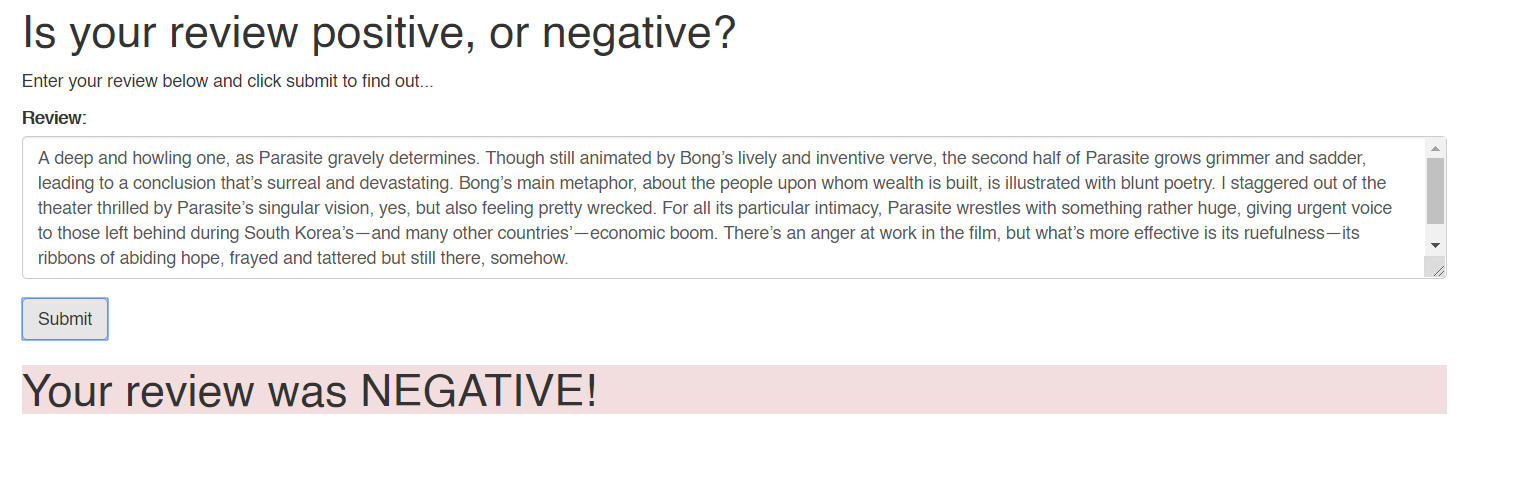 Is your review positive, or negative?
Enter your review below and click submit to find out...
Review:
A deep and howling one, as Parasite gravely determines. Though still animated by Bong’s lively and inventive verve, the second half of Parasite grows grimmer and sadder,
leading to a conclusion that’s surreal and devastating. Bong’s main metaphor, about the people upon whom wealth is built, is illustrated with blunt poetry. I staggered out of the
theater thrilled by Parasite’s singular vision, yes, but also feeling pretty wrecked. For all its particular intimacy, Parasite wrestles with something rather huge, giving urgent voice
to those left behind during South Korea’s—and many other countries’—economic boom. There’s an anger at work in the film, but what’s more effective is its ruefulness—its
ribbons of abiding hope, frayed and tattered but still there, somehow.
Submit
Your review was NEGATIVE!